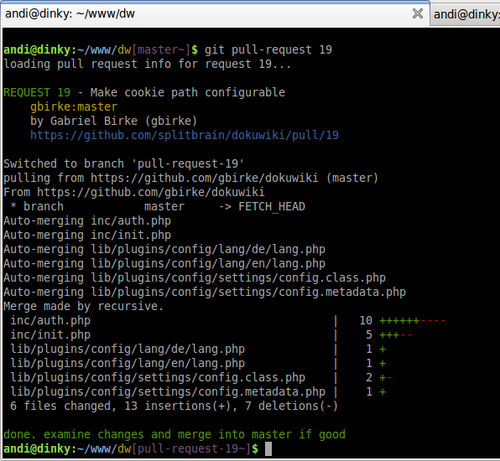 andi@dinky: ~/www/dw
andi@dinky
andi@dinky:~/www/dw[master~]$ git pull-request 19
loading pull request info for request 19...
REQUEST 19 - Make cookie path configurable
gbirke:master
by Gabriel Birke (gbirke)
https://github.com/splitbrain/dokuwiki/pull/19
Switched to branch 'pull-request-19'
pulling from https://github.com/gbirke/dokuwiki (master)
From https://github.com/gbirke/dokuwiki
* branch master -> FETCH_HEAD
Auto-merging inc/auth.php
Auto-merging inc/init.php
Auto-merging lib/plugins/config/lang/de/lang.php
Auto-merging lib/plugins/config/lang/en/lang.php
Auto-merging lib/plugins/config/settings/config.class.php
Auto-merging lib/plugins/config/settings/config.metadata.php
Merge made by recursive.
inc/auth.php | 10 ++++++----
inc/init.php | 5 +++--
lib/plugins/config/lang/de/lang.php | 1 +
lib/plugins/config/lang/en/lang.php | 1 +
lib/plugins/config/settings/config.class.php | 2 +-
lib/plugins/config/settings/config.metadata.php | 1 +
6 files changed, 13 insertions(+), 7 deletions(-)
done. examine changes and merge into master if good
andi@dinky:~/www/dw[pull-request-19~]$